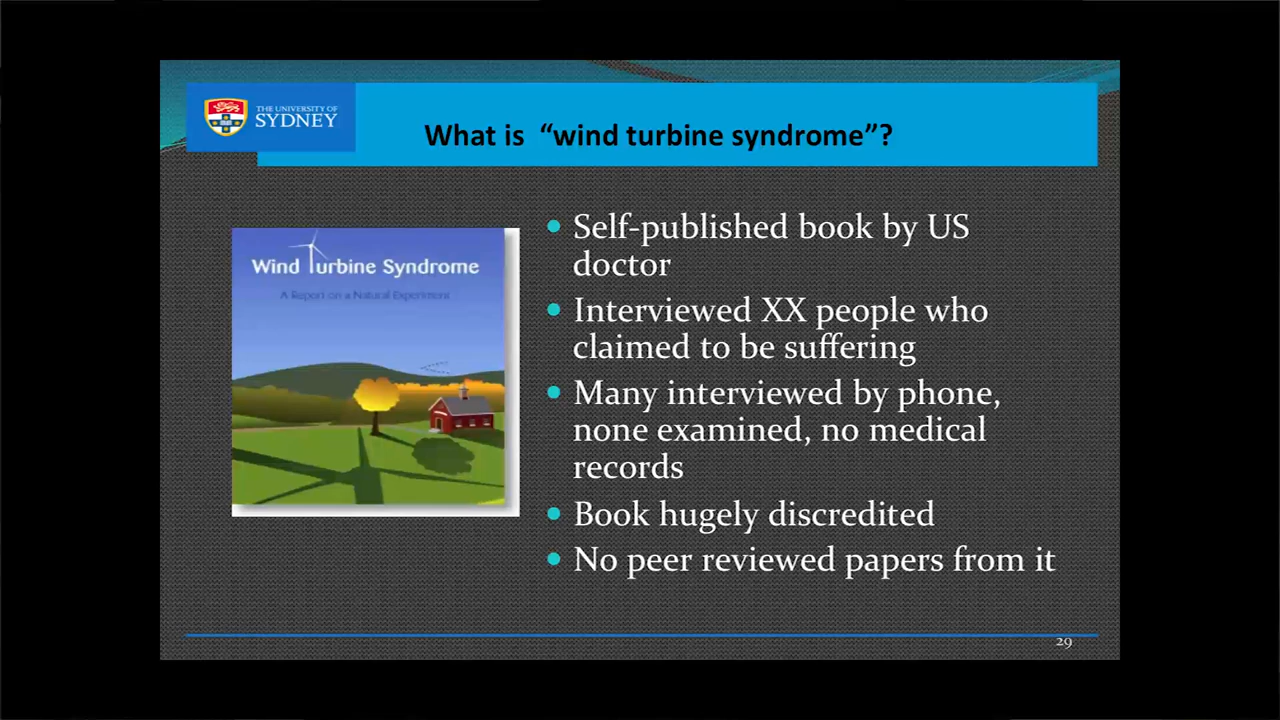 THE UNIVERSITY OF
SYDNEY
What is “wind turbine syndrome”?
Wind Turbine Syndrome
A Report on a Natural Experiment
• Self-published book by US
doctor
• Interviewed XX people who
claimed to be suffering
• Many interviewed by phone,
none examined, no medical
records
• Book hugely discredited
• No peer reviewed papers from it
29